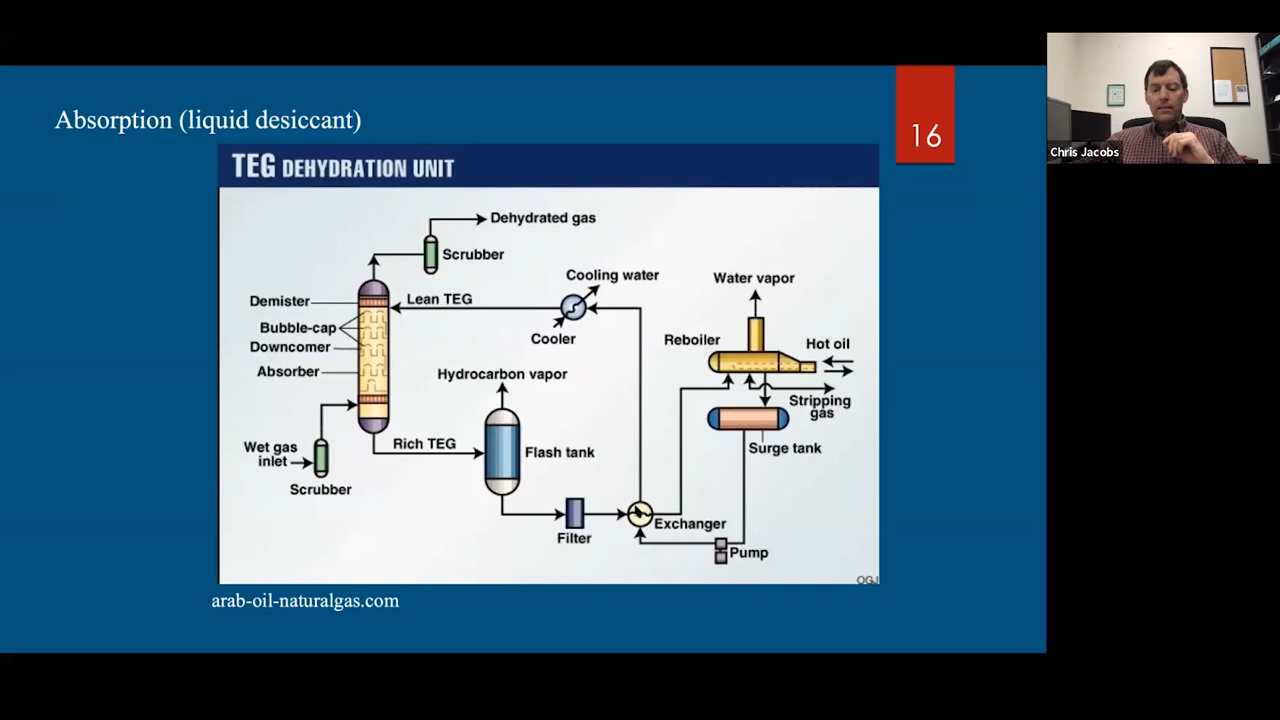 Absorption (liquid desiccant)
16
Chris Jacobs
TEG DEHYDRATION UNIT
Dehydrated gas
Scrubber
Cooling water
Water vapor
Demister
Lean TEG
Bubble-cap
Downcomer
Cooler
Reboiler
Hot oil
Absorber
Hydrocarbon vapor
Stripping
gas
Wet gas
inlet
Rich TEG
Flash tank
Surge tank
Scrubber
Filter
Exchanger
Pump
OGJ
arab-oil-naturalgas.com